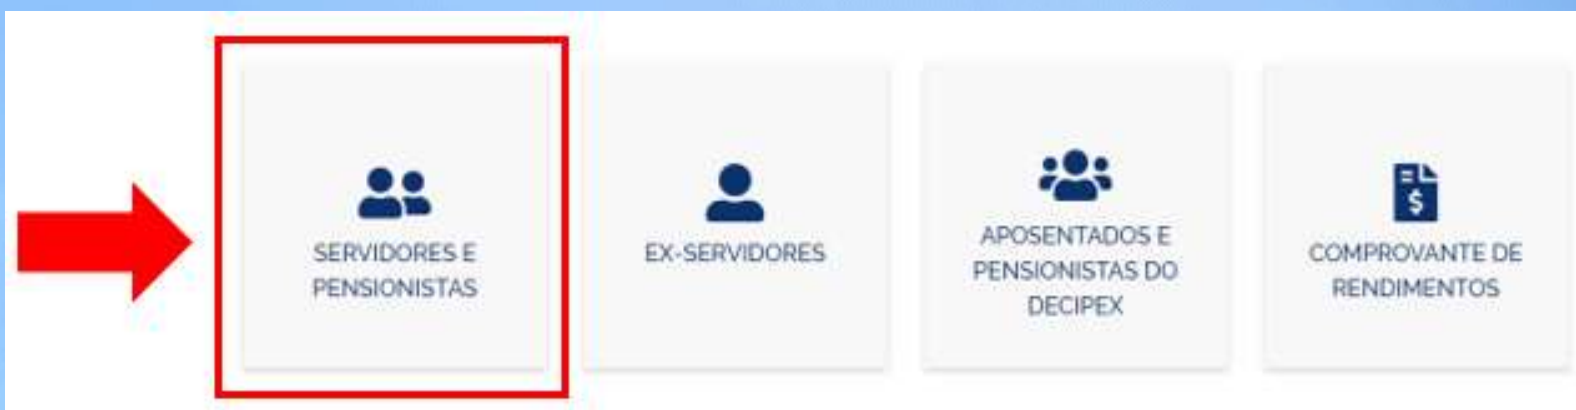 SERVIDORES E
PENSIONISTAS
EX-SERVIDORES
APOSENTADOS E
PENSIONISTAS DO
DECIPEX
$
COMPROVANTE DE
RENDIMENTOS